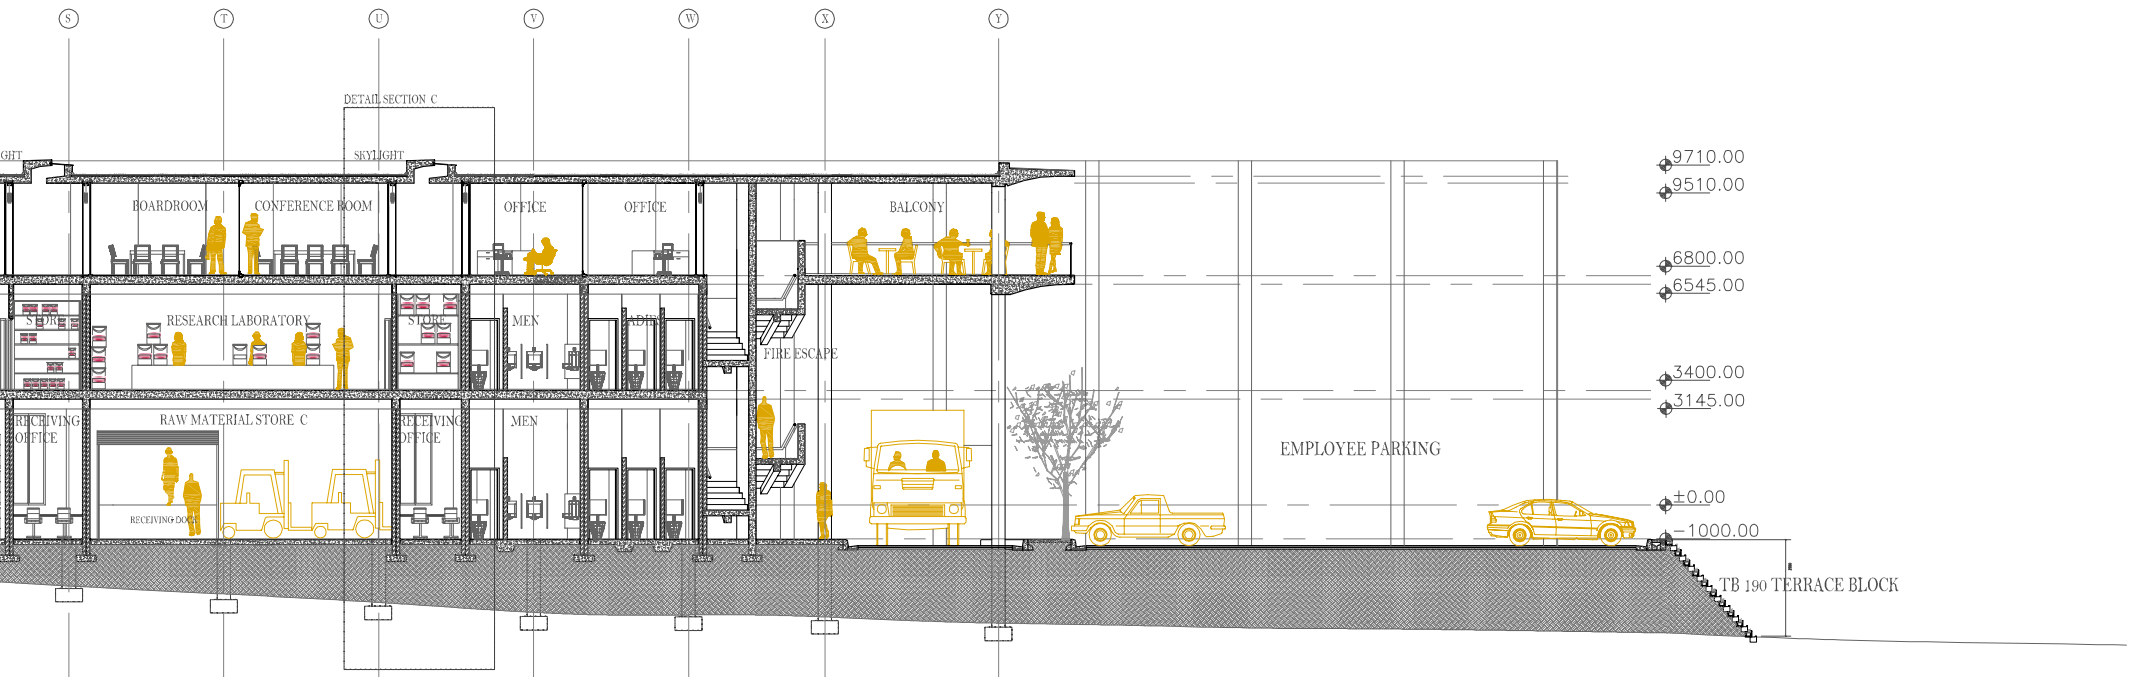 S T U V W X Y
DETAIL SECTION C
GHT
SKYLIGHT
9710.00
9510.00
BOARDROOM
CONFERENCE ROOM
OFFICE
OFFICE
BALCONY
6800.00
6545.00
STORE
RESEARCH LABORATORY
STORE
MEN
ADIES
FIRE ESCAPE
3400.00
3145.00
RECEIVING
OFFICE
RAW MATERIAL STORE C
RECEIVING
OFFICE
MEN
EMPLOYEE PARKING
±0.00
RECEIVING DOCK
-1000.00
TB 190 TERRACE BLOCK